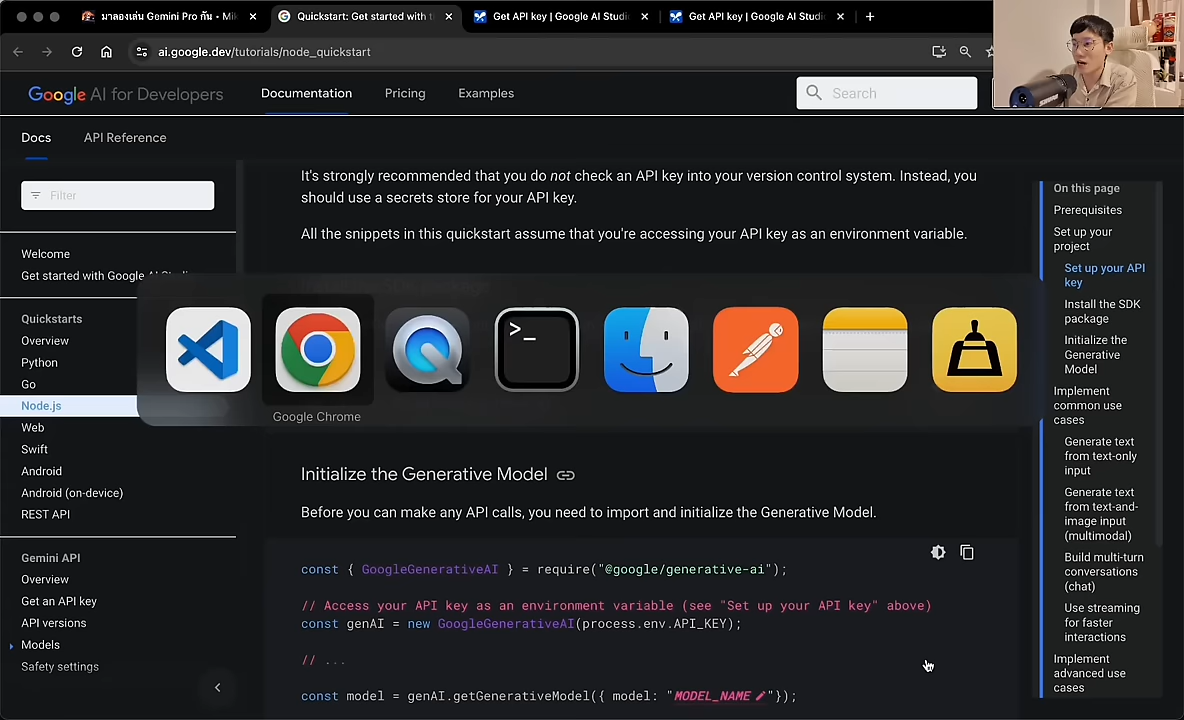 มาลองเล่น Gemini Pro กัน - Mik
Quickstart: Get started with t
Get API key | Google AI Studi
Get API key | Google AI Studi
ai.google.dev/tutorials/node_quickstart
Google AI for Developers
Documentation
Pricing
Examples
Search
Docs
API Reference
Filter
Welcome
Get started with Google AI Studio
Quickstarts
Overview
Python
Go
Node.js
Web
Swift
Android
Android (on-device)
REST API
Gemini API
Overview
Get an API key
API versions
Models
Safety settings
It's strongly recommended that you do not check an API key into your version control system. Instead, you
should use a secrets store for your API key.
All the snippets in this quickstart assume that you're accessing your API key as an environment variable.
Google Chrome
Initialize the Generative Model
Before you can make any API calls, you need to import and initialize the Generative Model.
const { GoogleGenerativeAI } = require("@google/generative-ai");
// Access your API key as an environment variable (see "Set up your API key" above)
const genAI = new GoogleGenerativeAI(process.env.API_KEY);
// ...
const model = genAI.getGenerativeModel({ model: "MODEL_NAME"});
On this page
Prerequisites
Set up your
project
Set up your API
key
Install the SDK
package
Initialize the
Generative
Model
Implement
common use
cases
Generate text
from text-only
input
Generate text
from text-and-
image input
(multimodal)
Build multi-turn
conversations
(chat)
Use streaming
for faster
interactions
Implement
advanced use
cases